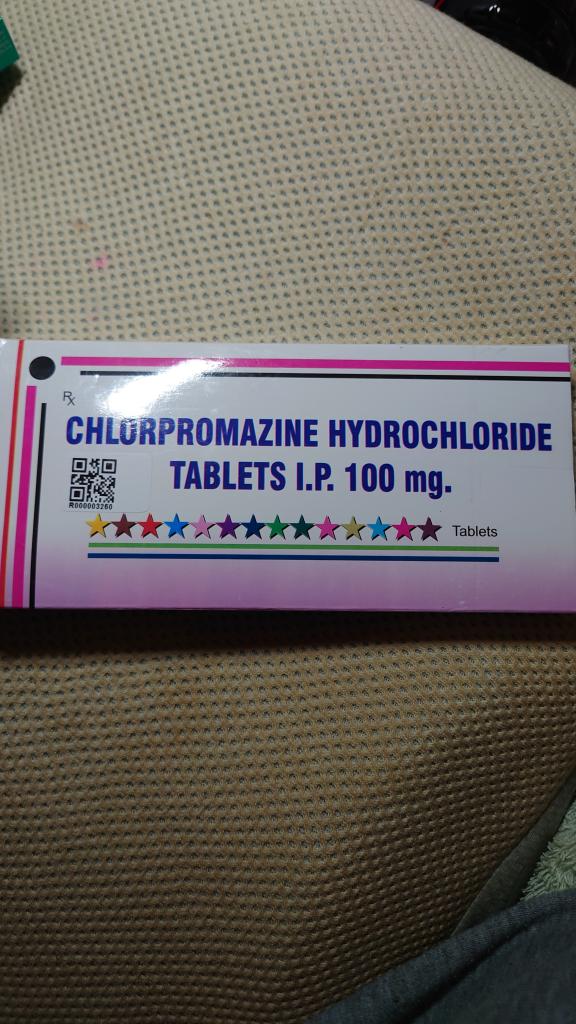 Rx
CHLORPROMAZINE HYDROCHLORIDE
TABLETS I.P. 100 mg.
R000003260
Tablets